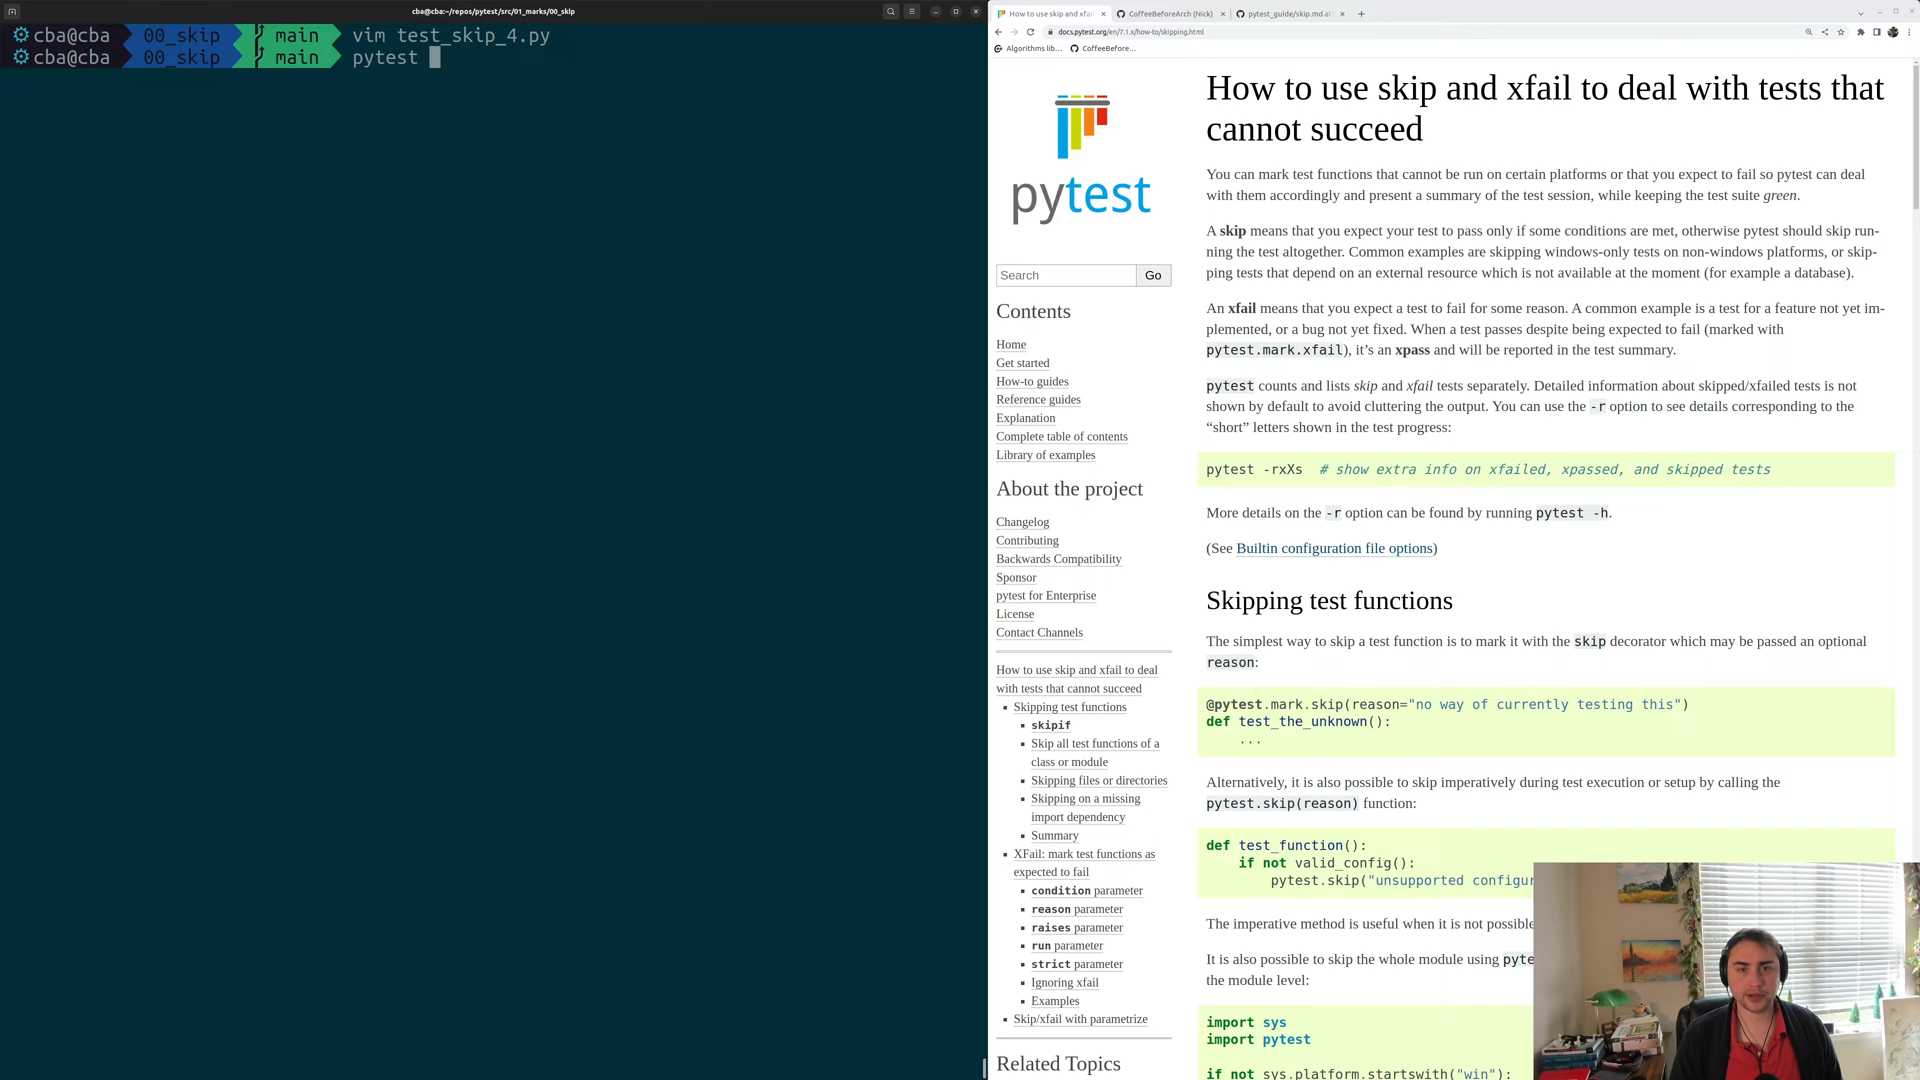 cba@cba:~/repos/pytest/src/01_marks/00_skip
cba@cba 00_skip main vim test_skip_4.py
cba@cba 00_skip main pytest
How to use skip and xfai
CoffeeBeforeArch (Nick)
pytest_guide/skip.md at
docs.pytest.org/en/7.1.x/how-to/skipping.html
Algorithms lib...
CoffeeBefore...
pytest
Search
Go
Contents
Home
Get started
How-to guides
Reference guides
Explanation
Complete table of contents
Library of examples
About the project
Changelog
Contributing
Backwards Compatibility
Sponsor
pytest for Enterprise
License
Contact Channels
How to use skip and xfail to deal
with tests that cannot succeed
Skipping test functions
skipif
Skip all test functions of a
class or module
Skipping files or directories
Skipping on a missing
import dependency
Summary
XFail: mark test functions as
expected to fail
condition parameter
reason parameter
raises parameter
run parameter
strict parameter
Ignoring xfail
Examples
Skip/xfail with parametrize
Related Topics
How to use skip and xfail to deal with tests that
cannot succeed
You can mark test functions that cannot be run on certain platforms or that you expect to fail so pytest can deal
with them accordingly and present a summary of the test session, while keeping the test suite green.
A skip means that you expect your test to pass only if some conditions are met, otherwise pytest should skip run-
ning the test altogether. Common examples are skipping windows-only tests on non-windows platforms, or skip-
ping tests that depend on an external resource which is not available at the moment (for example a database).
An xfail means that you expect a test to fail for some reason. A common example is a test for a feature not yet im-
plemented, or a bug not yet fixed. When a test passes despite being expected to fail (marked with
pytest.mark.xfail), it’s an xpass and will be reported in the test summary.
pytest counts and lists skip and xfail tests separately. Detailed information about skipped/xfailed tests is not
shown by default to avoid cluttering the output. You can use the -r option to see details corresponding to the
“short” letters shown in the test progress:
pytest -rxXs # show extra info on xfailed, xpassed, and skipped tests
More details on the -r option can be found by running pytest -h.
(See Builtin configuration file options)
Skipping test functions
The simplest way to skip a test function is to mark it with the skip decorator which may be passed an optional
reason:
@pytest.mark.skip(reason="no way of currently testing this")
def test_the_unknown():
...
Alternatively, it is also possible to skip imperatively during test execution or setup by calling the
pytest.skip(reason) function:
def test_function():
if not valid_config():
pytest.skip("unsupported configur
The imperative method is useful when it is not possible
It is also possible to skip the whole module using pyte
the module level:
import sys
import pytest
if not sys.platform.startswith("win"):